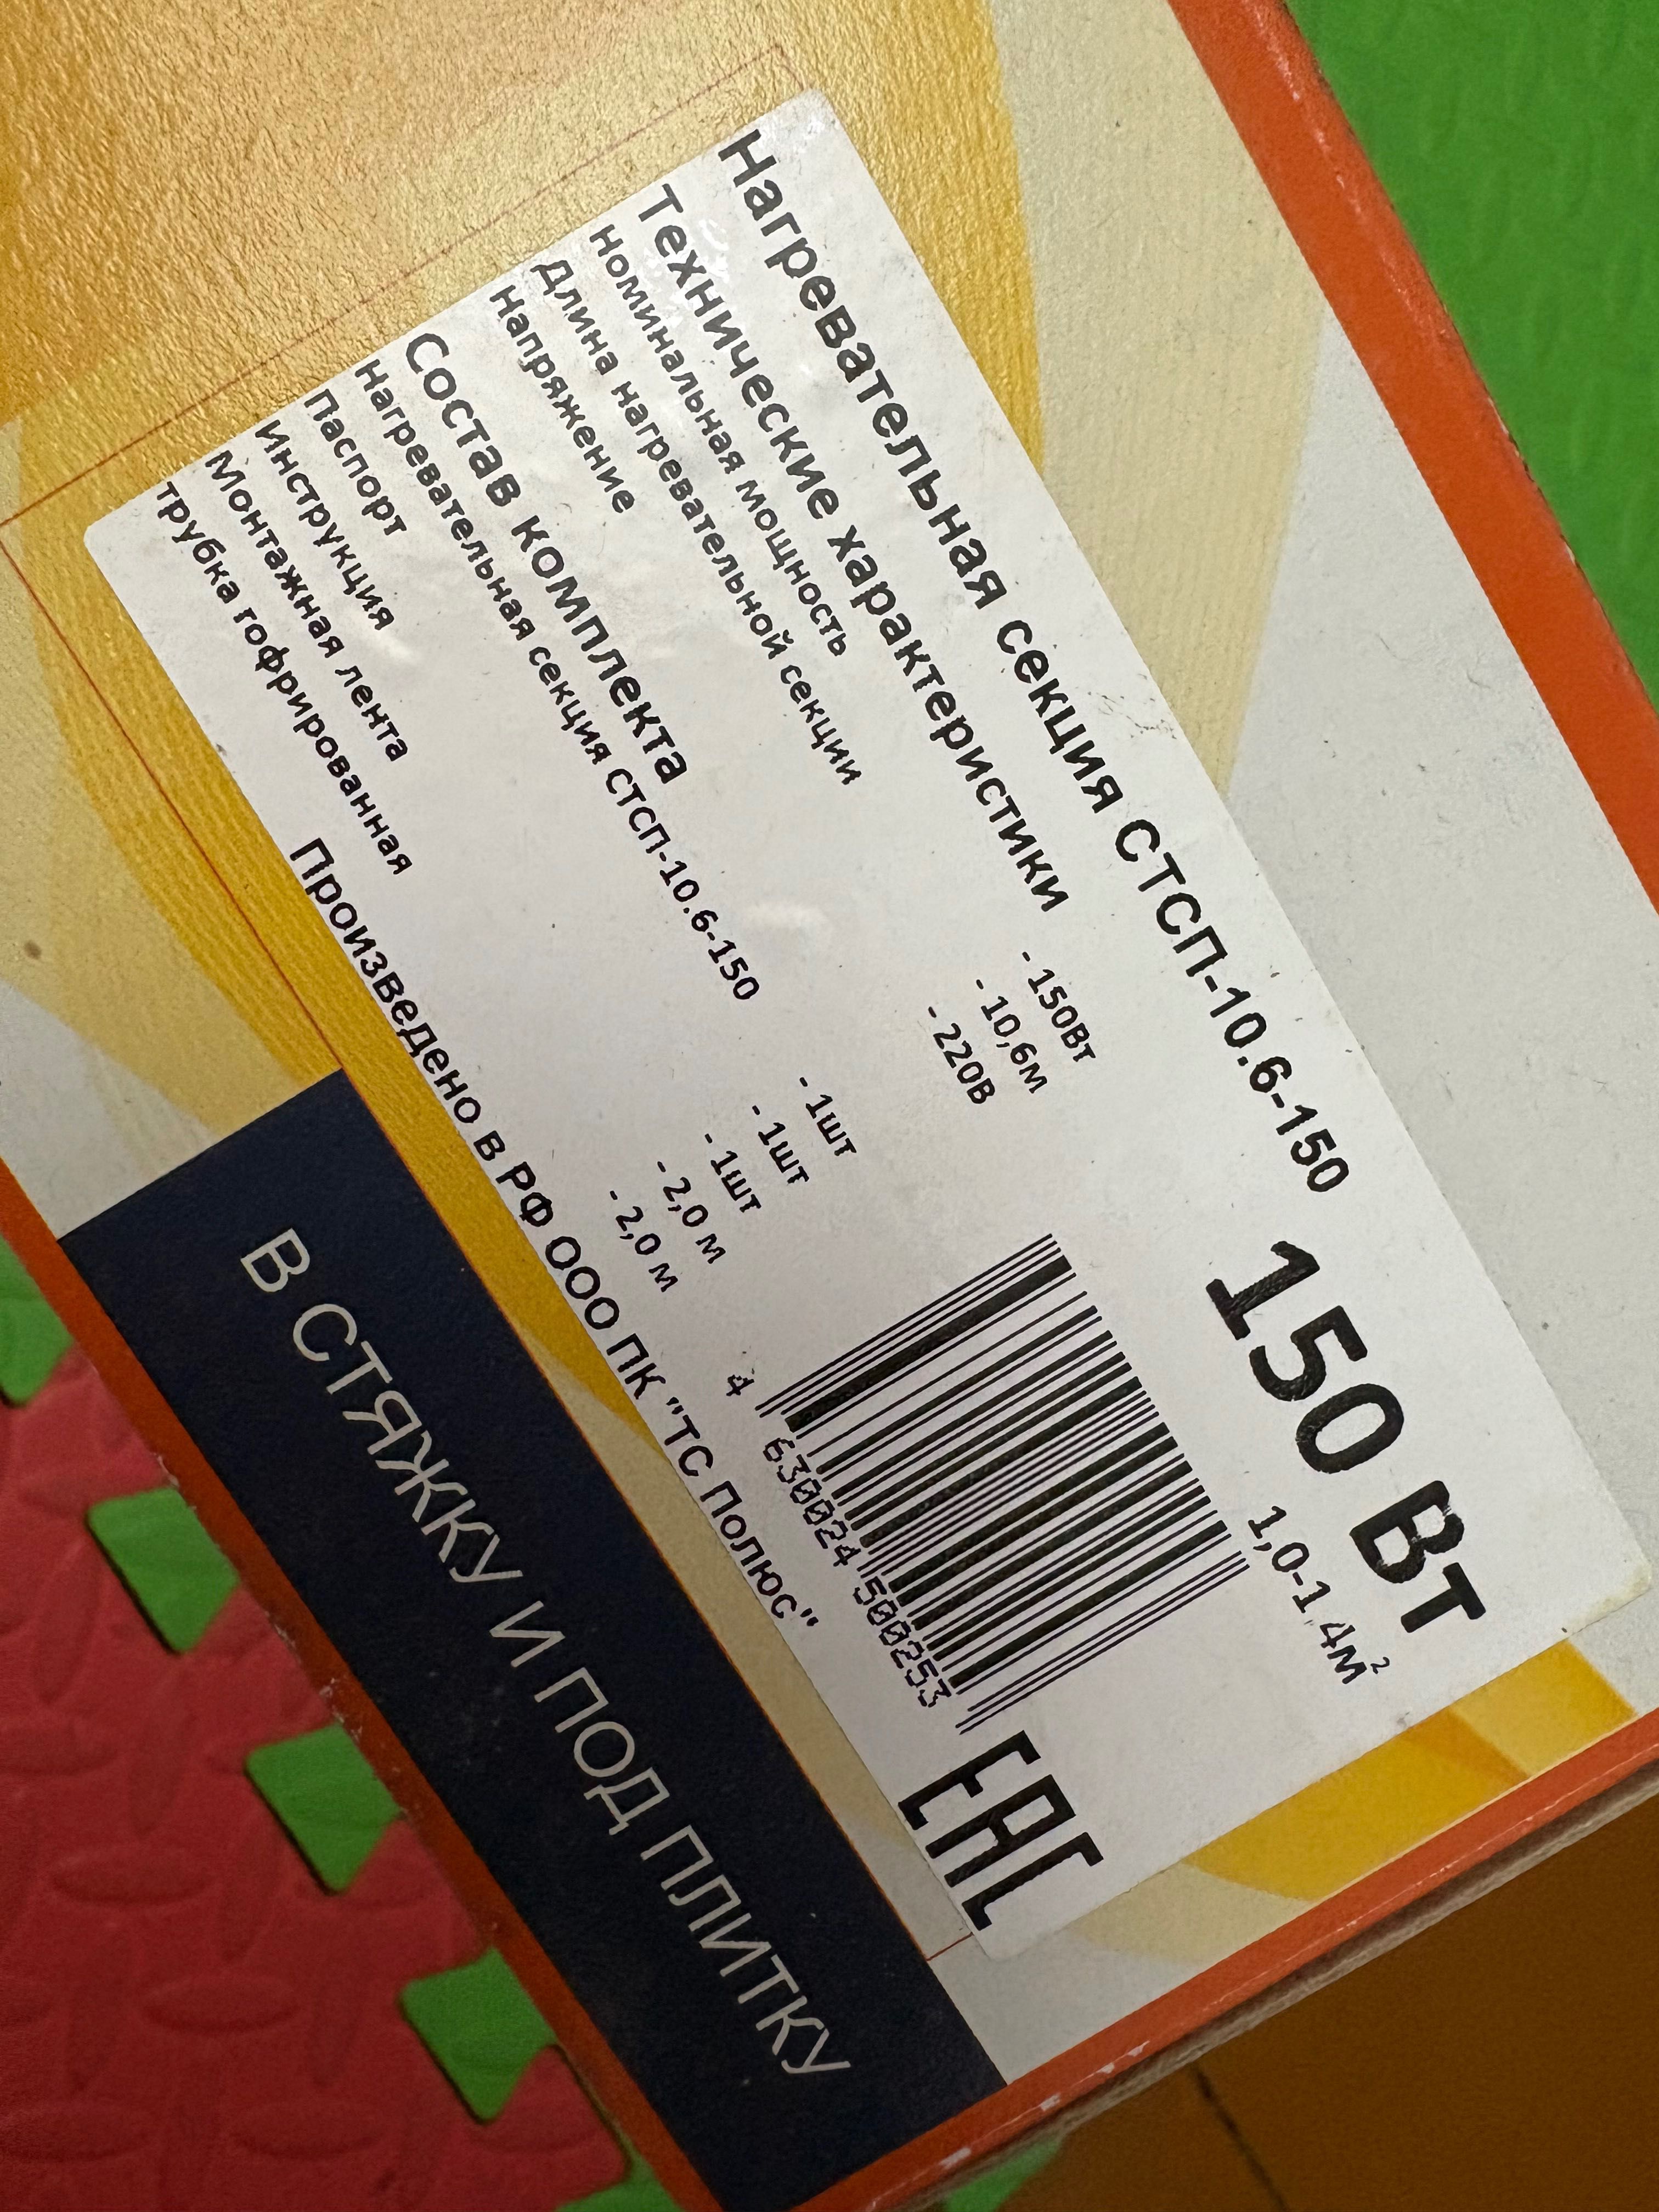 Нагревательная секция СТСП-10.6-150
Технические характеристики
номинальная мощность - 150Вт
Длина нагревательной секции - 10,6м
Напряжение - 220В
Состав комплекта
Нагревательная секция СТСП-10.6-150 - 1шт
Паспорт - 1шт
Инструкция - 1шт
Монтажная лента - 2,0 м
трубка гофрированная - 2,0 м
Произведено в РФ ООО ПК "ТС Полюс"
150 Вт
1,0-1,4м²
4 630024 500253
ЕАС
В СТЯЖКУ И ПОД ПЛИТКУ